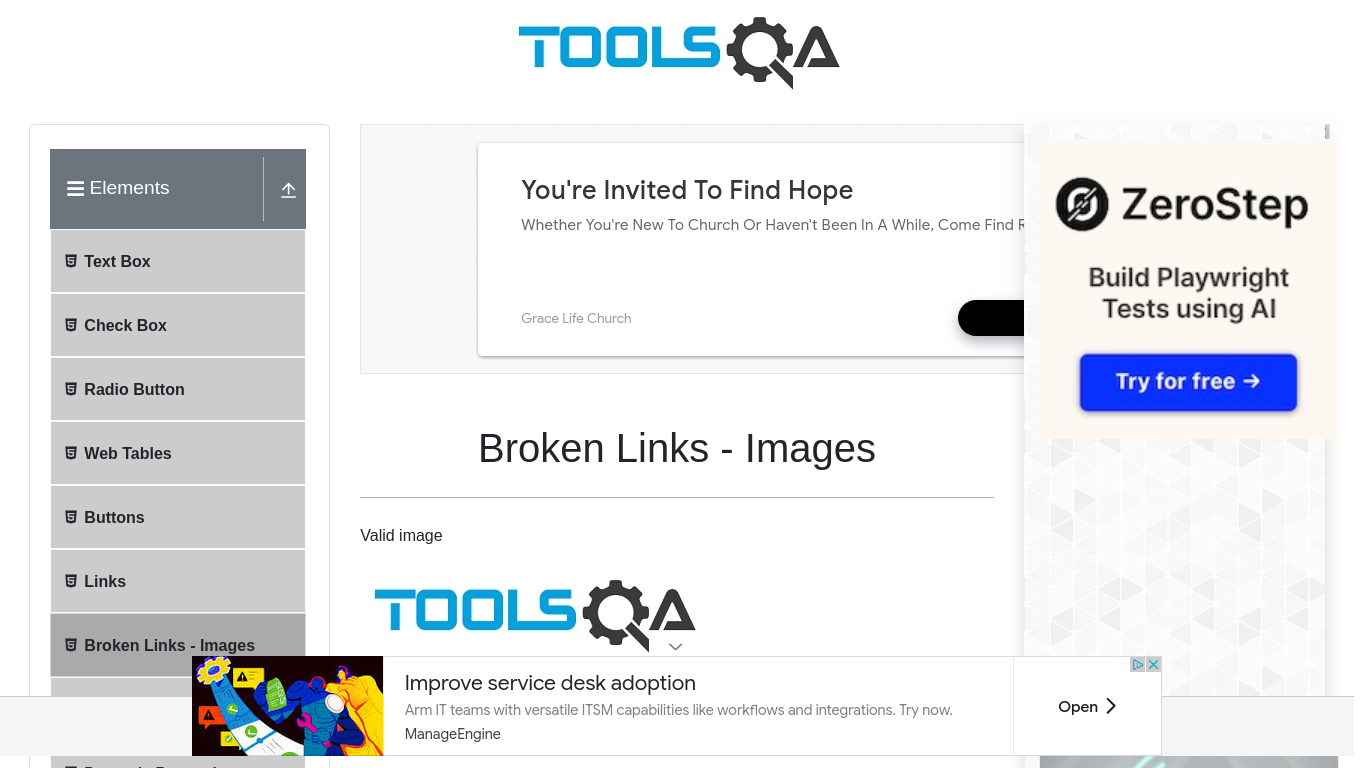 TOOLSQA
Elements
Text Box
Check Box
Radio Button
Web Tables
Buttons
Links
Broken Links - Images
You're Invited To Find Hope
Whether You're New To Church Or Haven't Been In A While, Come Find R
Grace Life Church
ZeroStep
Build Playwright
Tests using AI
Try for free →
Broken Links - Images
Valid image
TOOLSQA
Improve service desk adoption
Arm IT teams with versatile ITSM capabilities like workflows and integrations. Try now.
ManageEngine
Open